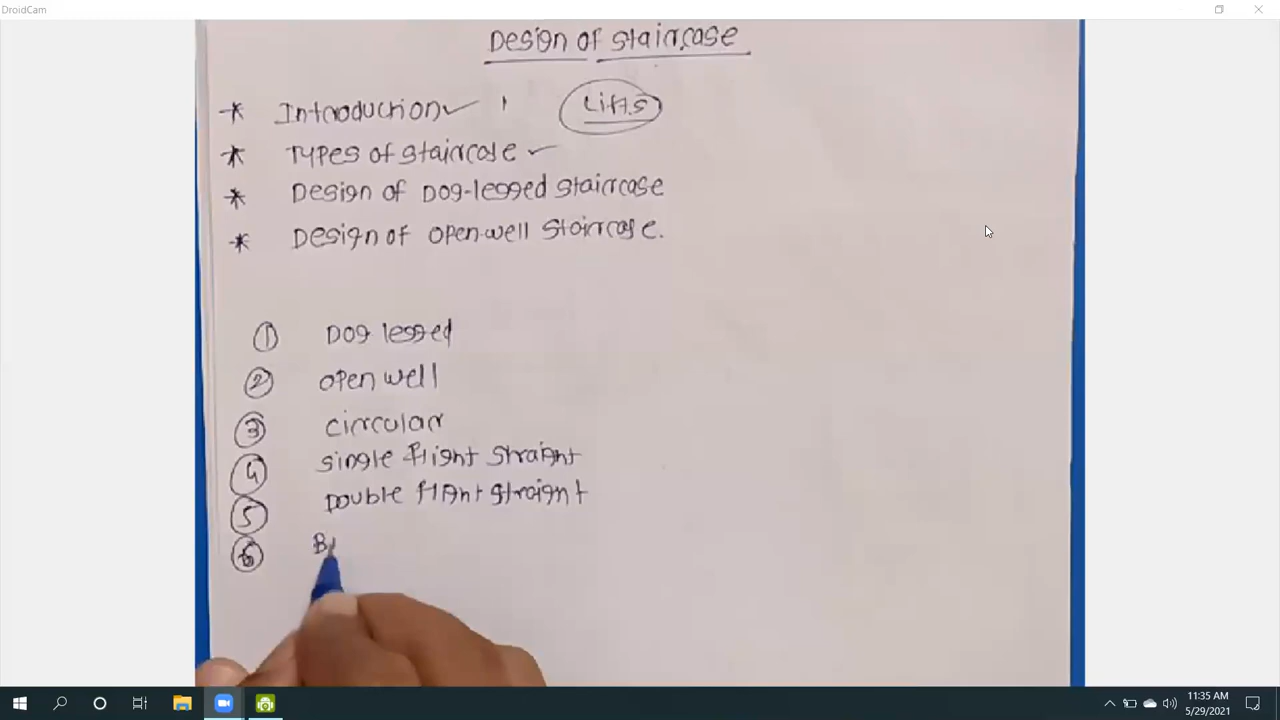 DroidCam
Design of staircase
* Introduction ✓ Lifts
* Types of staircase ✓
* Design of Dog-legged staircase
* Design of open-well staircase.
1 Dog legged
2 open well
3 circular
4 single flight straight
5 Double flight straight
6 B
11:35 AM
5/29/2021